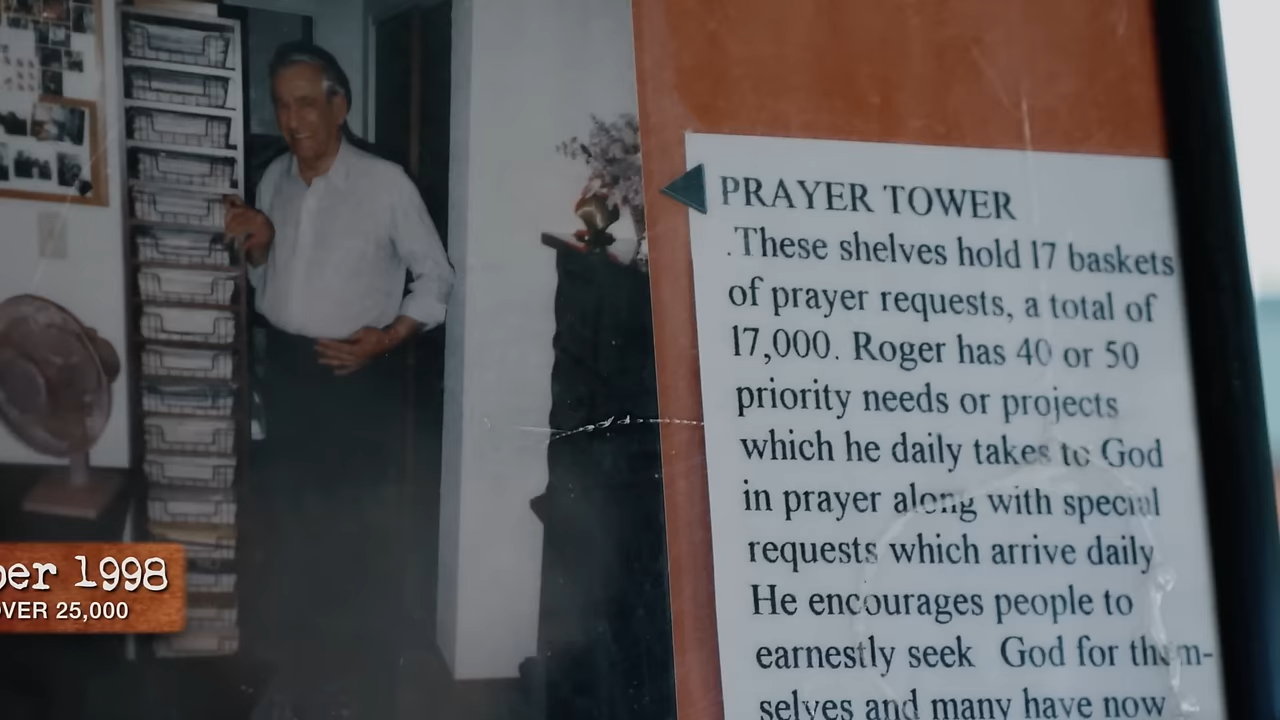 PRAYER TOWER
.These shelves hold 17 baskets
of prayer requests, a total of
17,000. Roger has 40 or 50
priority needs or projects
which he daily takes to God
in prayer along with special
requests which arrive daily
He encourages people to
earnestly seek God for them-
selves and many have now
ber 1998
OVER 25,000